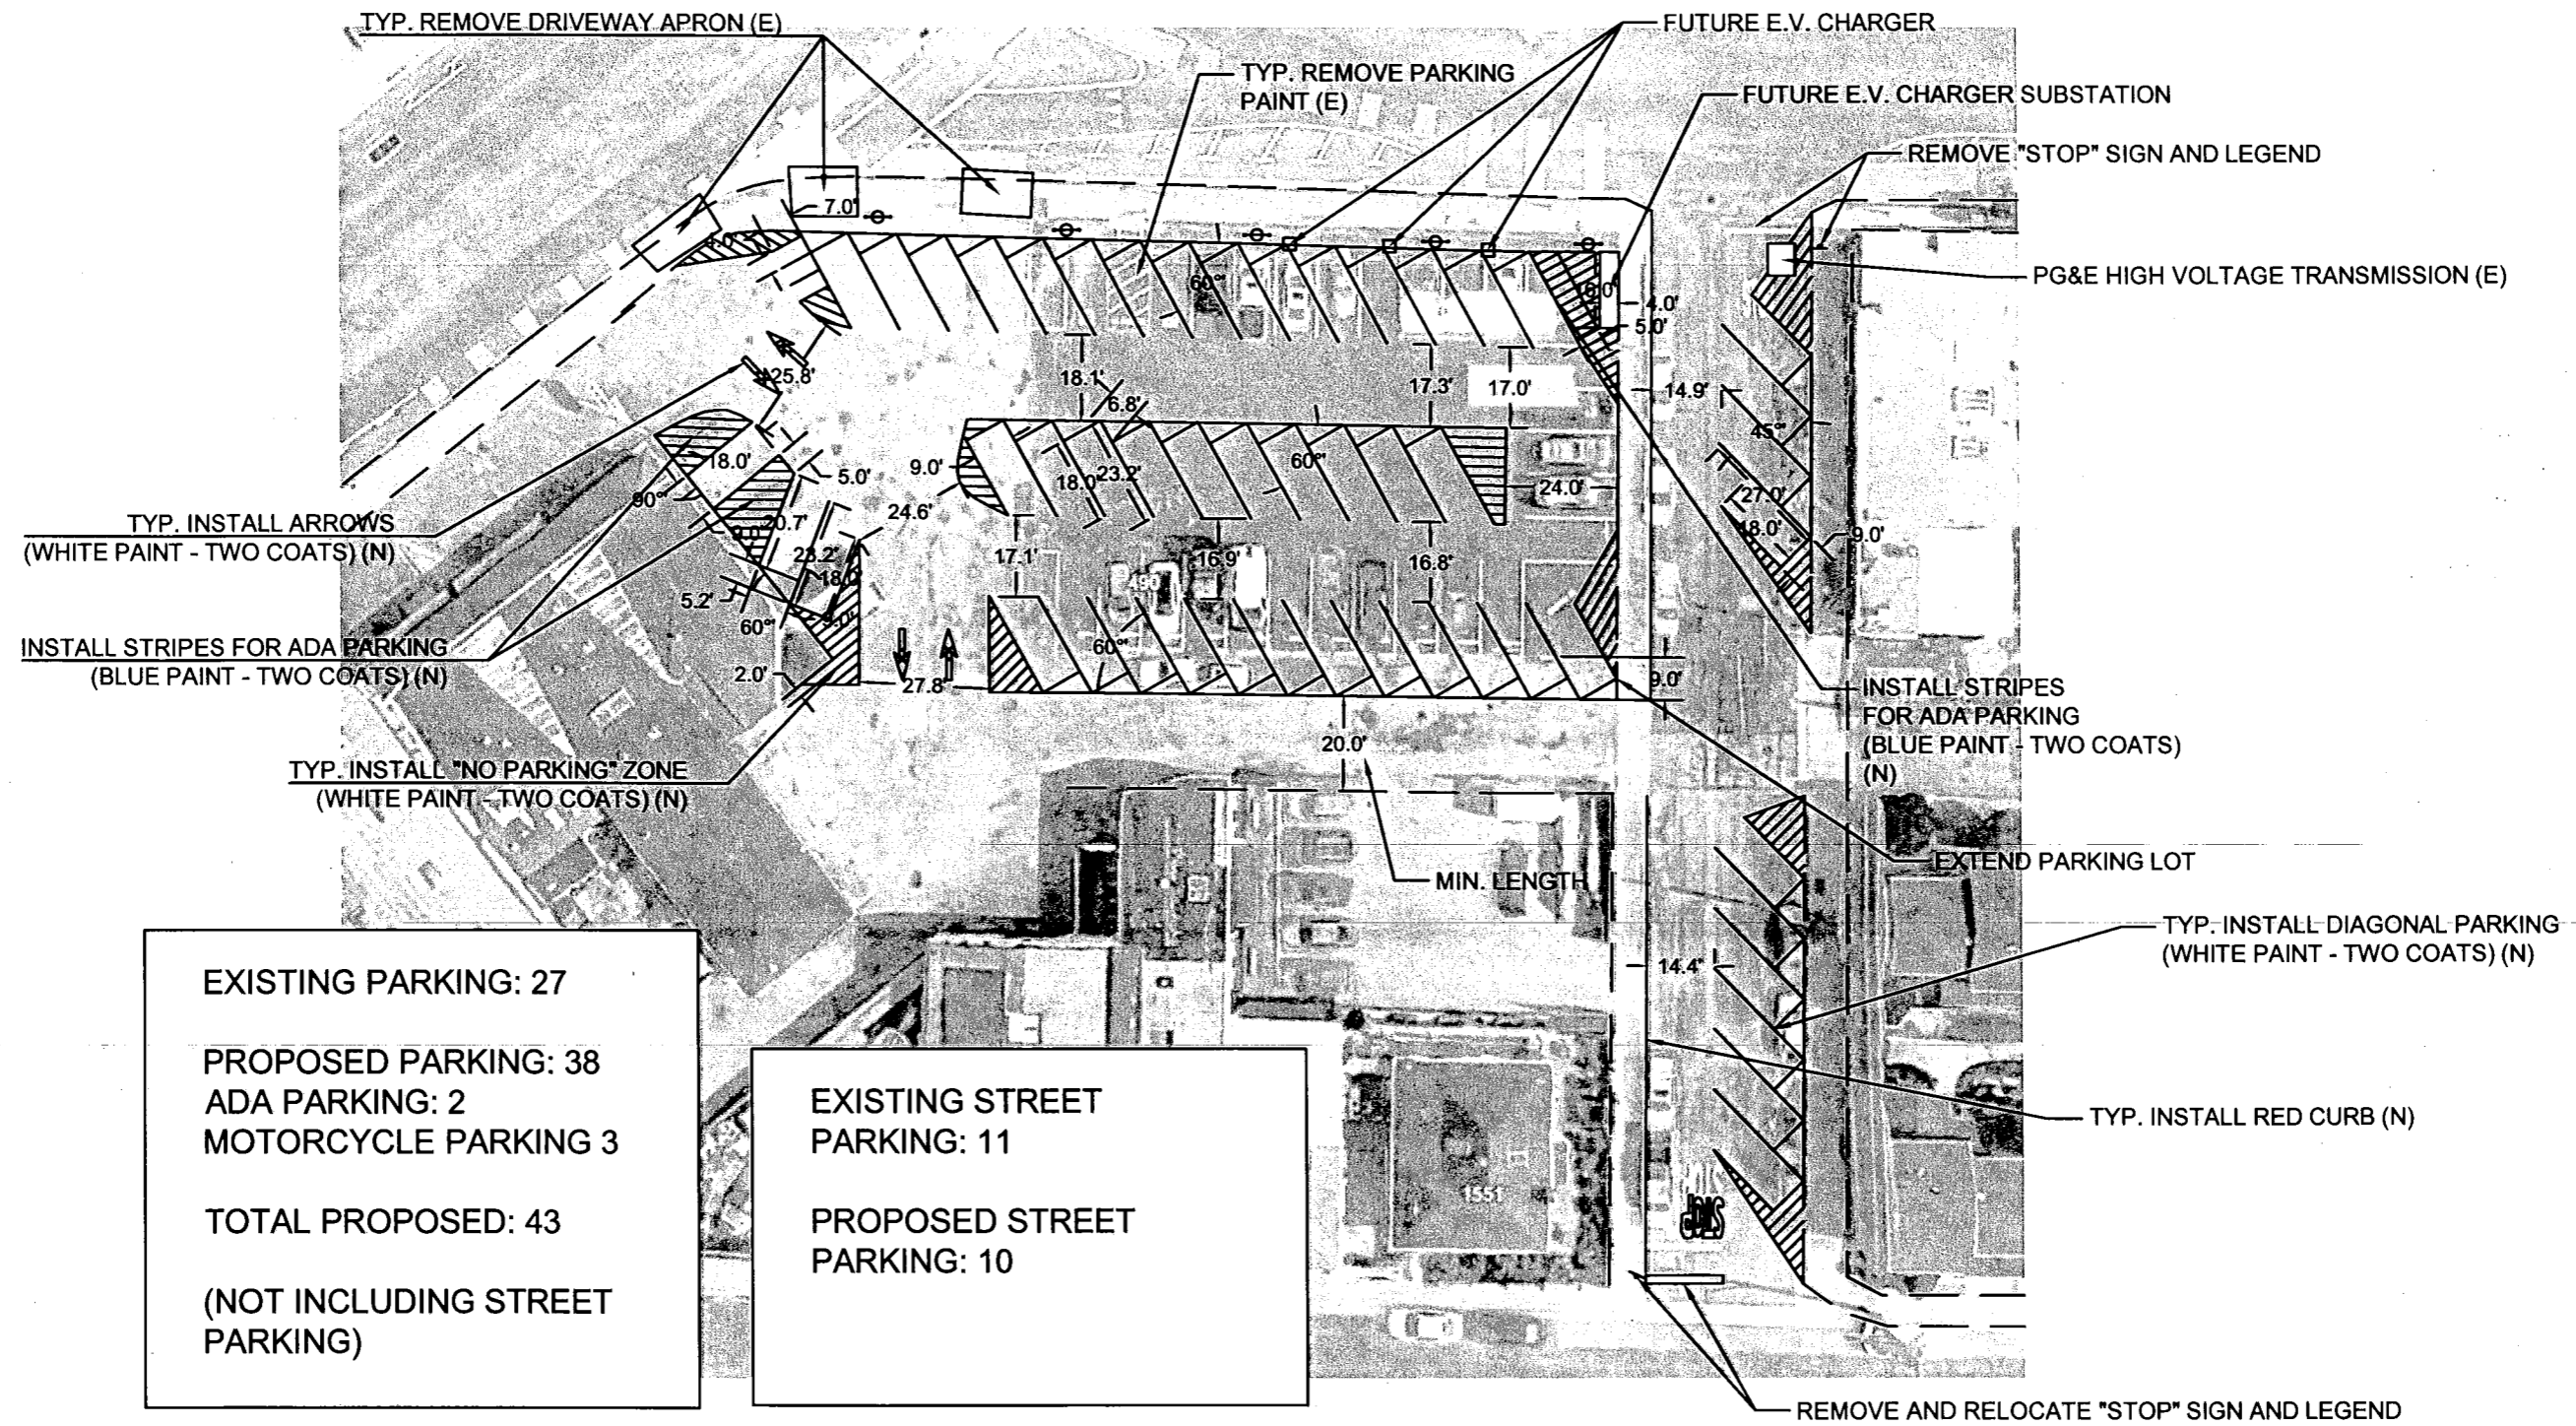 TYP. REMOVE DRIVEWAY APRON (E)
FUTURE E.V. CHARGER
TYP. REMOVE PARKING
PAINT (E)
FUTURE E.V. CHARGER SUBSTATION
REMOVE "STOP" SIGN AND LEGEND
PG&E HIGH VOLTAGE TRANSMISSION (E)
7.0'
60°
4.0'
5.0'
25.8'
18.1'
6.8'
17.3'
17.0'
14.9'
45°
18.0'
5.0'
9.0'
18.0'
23.2'
60°
24.0'
27.0'
18.0'
9.0'
90°
9.0'
20.7'
24.6'
TYP. INSTALL ARROWS
(WHITE PAINT - TWO COATS) (N)
23.2'
18.0'
17.1'
16.9'
16.8'
490
5.2'
60°
9.0'
60°
INSTALL STRIPES FOR ADA PARKING
(BLUE PAINT - TWO COATS) (N)
2.0'
27.8'
9.0'
INSTALL STRIPES
FOR ADA PARKING
(BLUE PAINT - TWO COATS)
(N)
20.0'
TYP. INSTALL "NO PARKING" ZONE
(WHITE PAINT - TWO COATS) (N)
MIN. LENGTH
EXTEND PARKING LOT
TYP. INSTALL DIAGONAL PARKING
(WHITE PAINT - TWO COATS) (N)
14.4'
TYP. INSTALL RED CURB (N)
EXISTING PARKING: 27
PROPOSED PARKING: 38
ADA PARKING: 2
MOTORCYCLE PARKING 3
TOTAL PROPOSED: 43
(NOT INCLUDING STREET
PARKING)
EXISTING STREET
PARKING: 11
PROPOSED STREET
PARKING: 10
1551
STOP
REMOVE AND RELOCATE "STOP" SIGN AND LEGEND